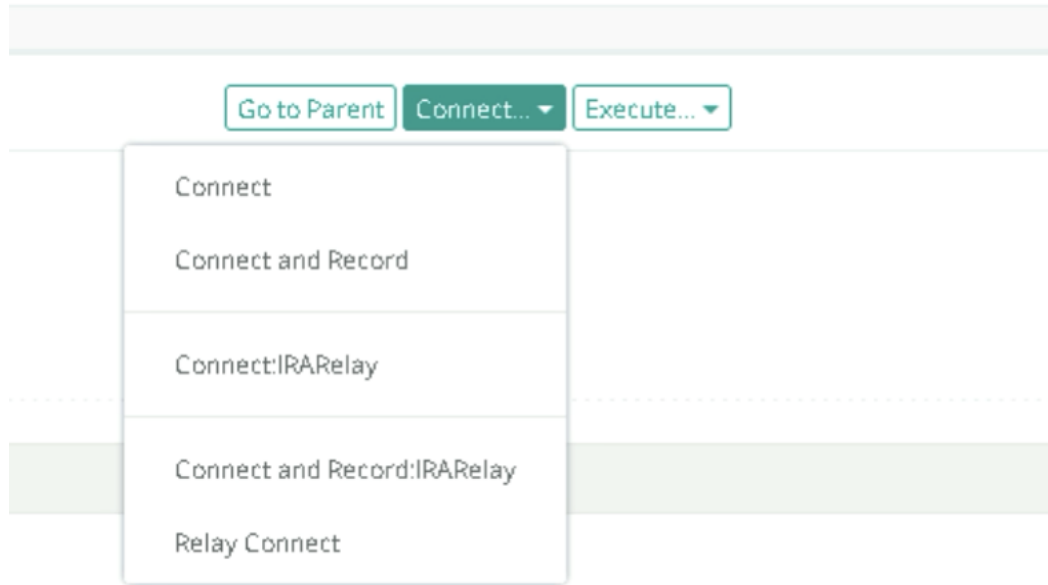 Go to Parent Connect... Execute...
Connect
Connect and Record
Connect:IRARelay
Connect and Record:IRARelay
Relay Connect